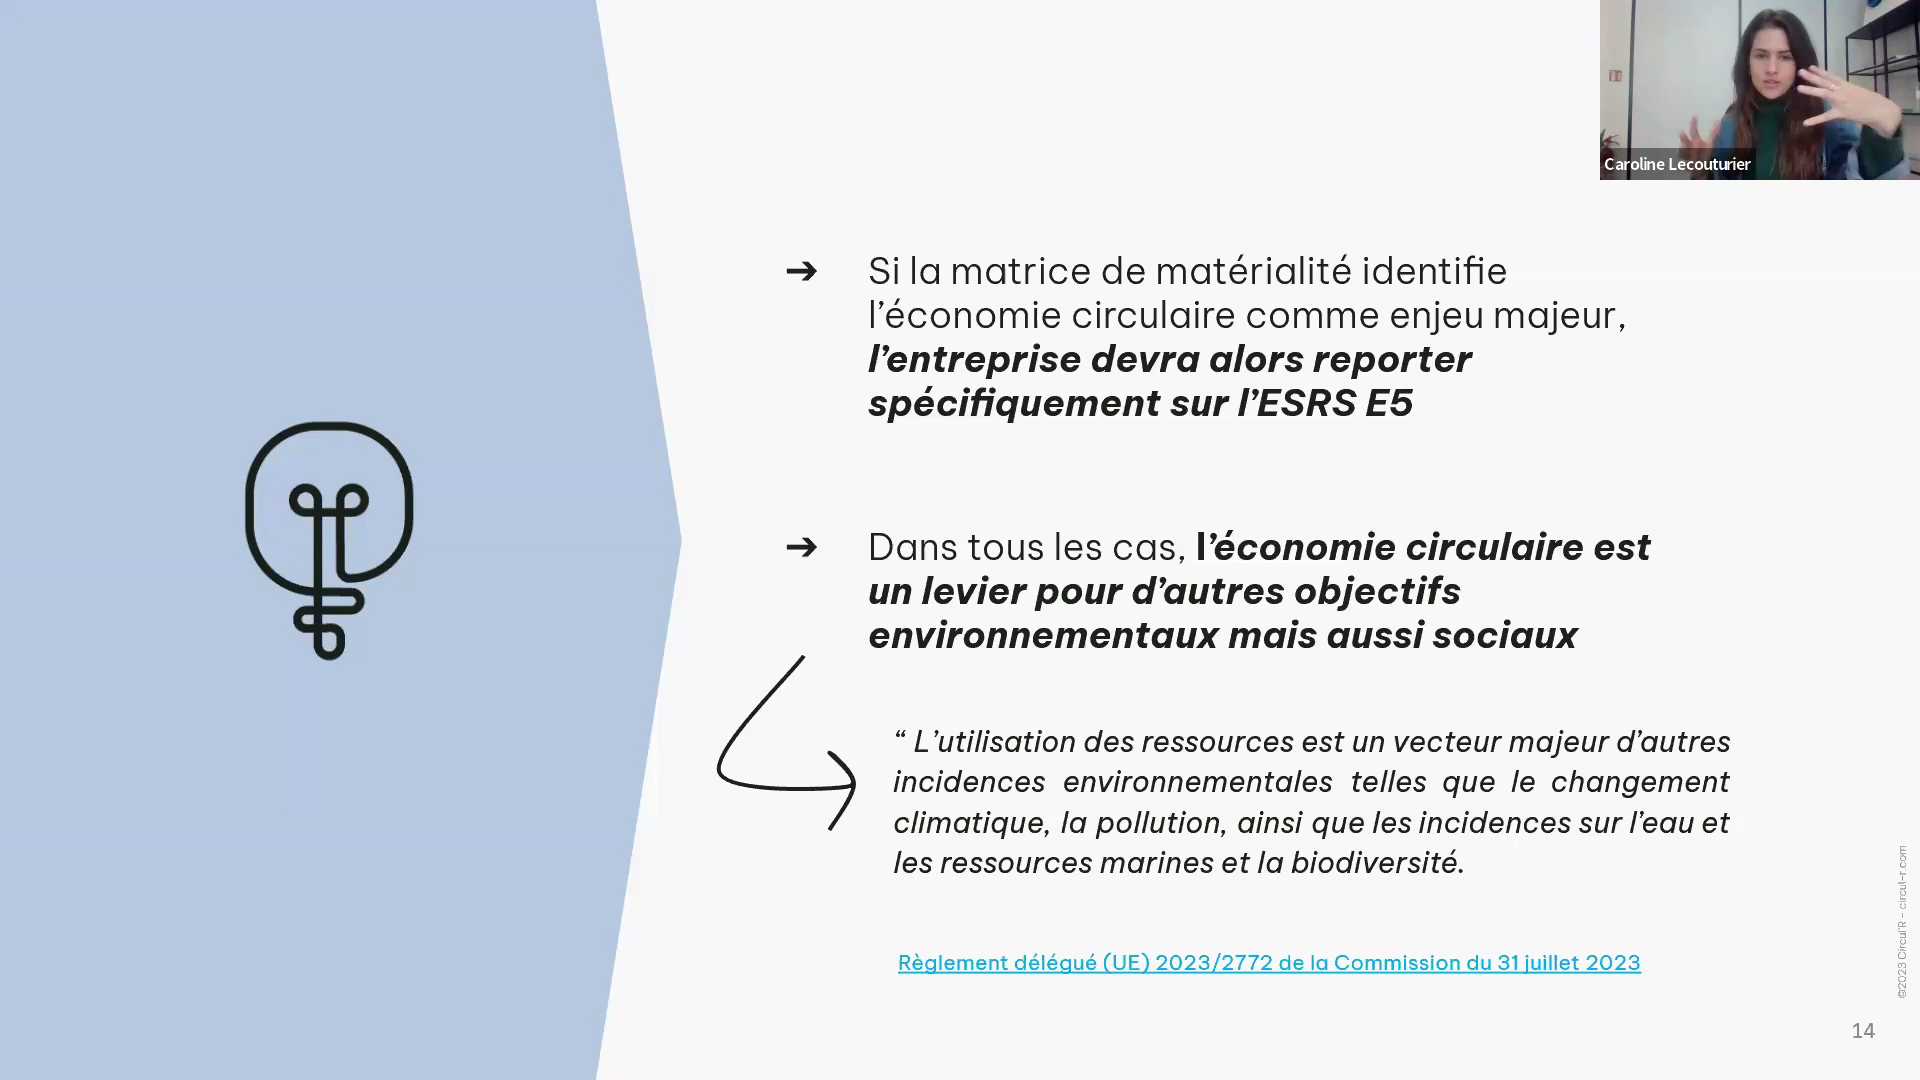 Caroline Lecouturier
➔ Si la matrice de matérialité identifie
l’économie circulaire comme enjeu majeur,
l’entreprise devra alors reporter
spécifiquement sur l’ESRS E5
➔ Dans tous les cas, l’économie circulaire est
un levier pour d’autres objectifs
environnementaux mais aussi sociaux
“ L’utilisation des ressources est un vecteur majeur d’autres
incidences environnementales telles que le changement
climatique, la pollution, ainsi que les incidences sur l’eau et
les ressources marines et la biodiversité.
Règlement délégué (UE) 2023/2772 de la Commission du 31 juillet 2023
©2023 Circul’R – circul-r.com
14